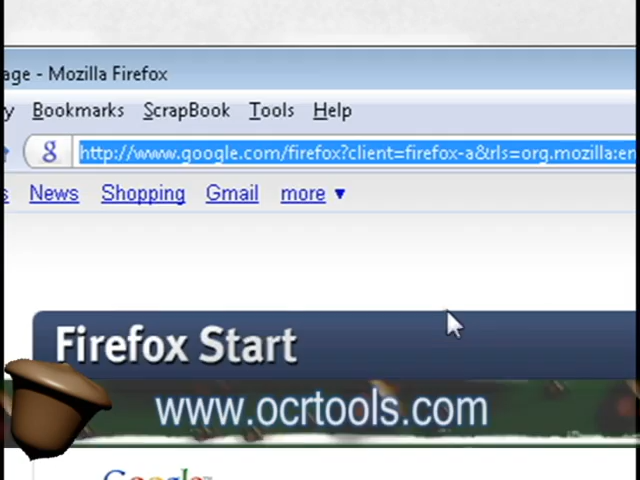 age - Mozilla Firefox
y Bookmarks ScrapBook Tools Help
g http://www.google.com/firefox?client=firefox-a&rls=org.mozilla:en
s News Shopping Gmail more ▼
Firefox Start
www.ocrtools.com
Google™